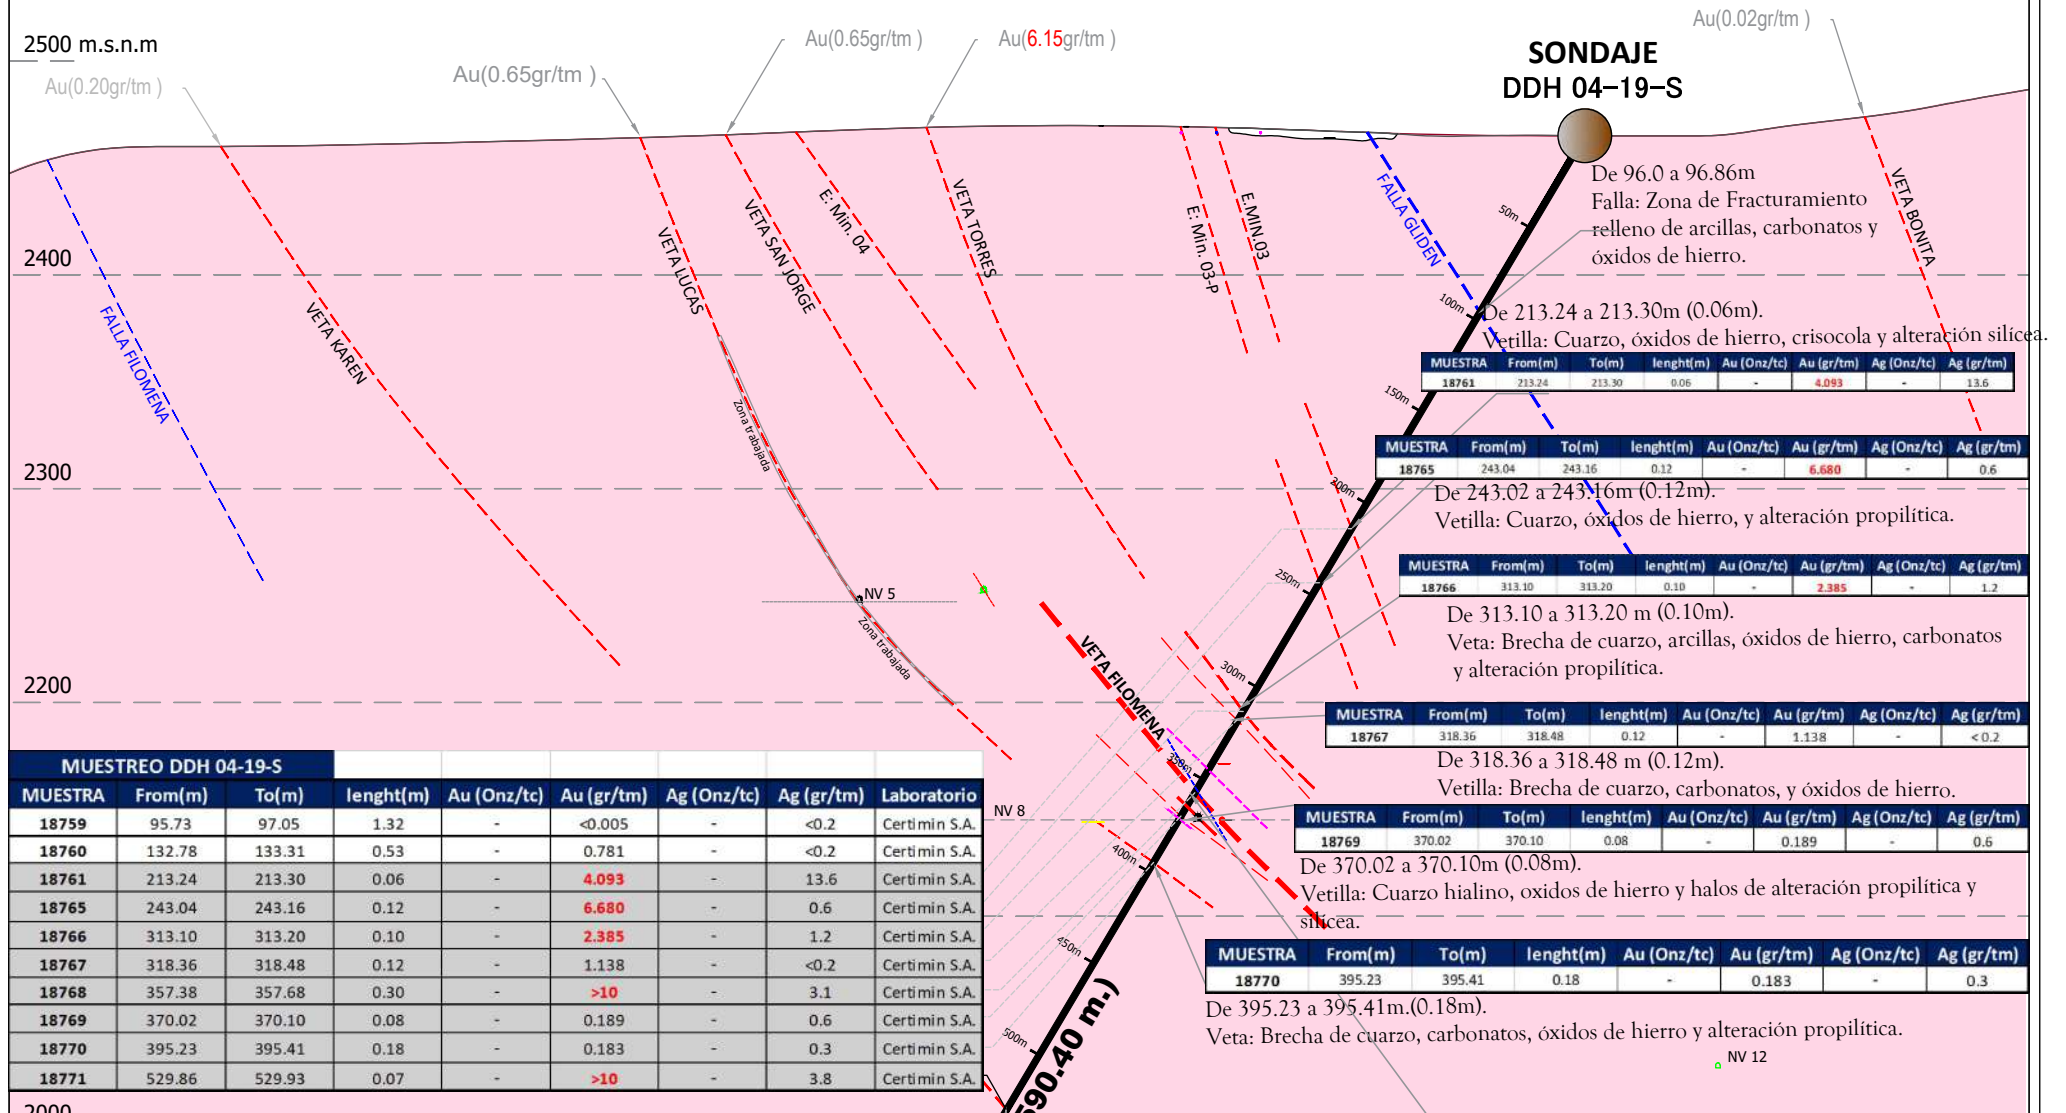 Au(0.02gr/tm )
2500 m.s.n.m
Au(0.20gr/tm )
Au(0.65gr/tm )
Au(0.65gr/tm )
Au(6.15gr/tm )
SONDAJE
DDH 04-19-S
De 96.0 a 96.86m
Falla: Zona de Fracturamiento
relleno de arcillas, carbonatos y
óxidos de hierro.
2400
2300
2200
2000
FALLA FILOMENA
VETA KAREN
VETA LUCAS
VETA SAN JORGE
E: Min. 04
VETA TORRES
E: Min. 03-P
E.MIN.03
FALLA GLIDEN
VETA BONITA
Zona trabajada
Zona trabajada
NV 5
VETA FILOMENA
NV 8
NV 12
50m
100m
150m
200m
250m
300m
350m
400m
450m
500m
590.40 m.)
De 213.24 a 213.30m (0.06m).
Vetilla: Cuarzo, óxidos de hierro, crisocola y alteración silícea.
MUESTRA From(m) To(m) lenght(m) Au (Onz/tc) Au (gr/tm) Ag (Onz/tc) Ag (gr/tm)
18761 213.24 213.30 0.06 - 4.093 - 13.6
MUESTRA From(m) To(m) lenght(m) Au (Onz/tc) Au (gr/tm) Ag (Onz/tc) Ag (gr/tm)
18765 243.04 243.16 0.12 - 6.680 - 0.6
De 243.02 a 243.16m (0.12m).
Vetilla: Cuarzo, óxidos de hierro, y alteración propilítica.
MUESTRA From(m) To(m) lenght(m) Au (Onz/tc) Au (gr/tm) Ag (Onz/tc) Ag (gr/tm)
18766 313.10 313.20 0.10 - 2.385 - 1.2
De 313.10 a 313.20 m (0.10m).
Veta: Brecha de cuarzo, arcillas, óxidos de hierro, carbonatos
y alteración propilítica.
MUESTRA From(m) To(m) lenght(m) Au (Onz/tc) Au (gr/tm) Ag (Onz/tc) Ag (gr/tm)
18767 318.36 318.48 0.12 - 1.138 - <0.2
De 318.36 a 318.48 m (0.12m).
Vetilla: Brecha de cuarzo, carbonatos, y óxidos de hierro.
MUESTRA From(m) To(m) lenght(m) Au (Onz/tc) Au (gr/tm) Ag (Onz/tc) Ag (gr/tm)
18769 370.02 370.10 0.08 - 0.189 - 0.6
De 370.02 a 370.10m (0.08m).
Vetilla: Cuarzo hialino, oxidos de hierro y halos de alteración propilítica y
silícea.
MUESTRA From(m) To(m) lenght(m) Au (Onz/tc) Au (gr/tm) Ag (Onz/tc) Ag (gr/tm)
18770 395.23 395.41 0.18 - 0.183 - 0.3
De 395.23 a 395.41m.(0.18m).
Veta: Brecha de cuarzo, carbonatos, óxidos de hierro y alteración propilítica.
MUESTREO DDH 04-19-S
MUESTRA From(m) To(m) lenght(m) Au (Onz/tc) Au (gr/tm) Ag (Onz/tc) Ag (gr/tm) Laboratorio
18759 95.73 97.05 1.32 - <0.005 - <0.2 Certimin S.A.
18760 132.78 133.31 0.53 - 0.781 - <0.2 Certimin S.A.
18761 213.24 213.30 0.06 - 4.093 - 13.6 Certimin S.A.
18765 243.04 243.16 0.12 - 6.680 - 0.6 Certimin S.A.
18766 313.10 313.20 0.10 - 2.385 - 1.2 Certimin S.A.
18767 318.36 318.48 0.12 - 1.138 - <0.2 Certimin S.A.
18768 357.38 357.68 0.30 - >10 - 3.1 Certimin S.A.
18769 370.02 370.10 0.08 - 0.189 - 0.6 Certimin S.A.
18770 395.23 395.41 0.18 - 0.183 - 0.3 Certimin S.A.
18771 529.86 529.93 0.07 - >10 - 3.8 Certimin S.A.